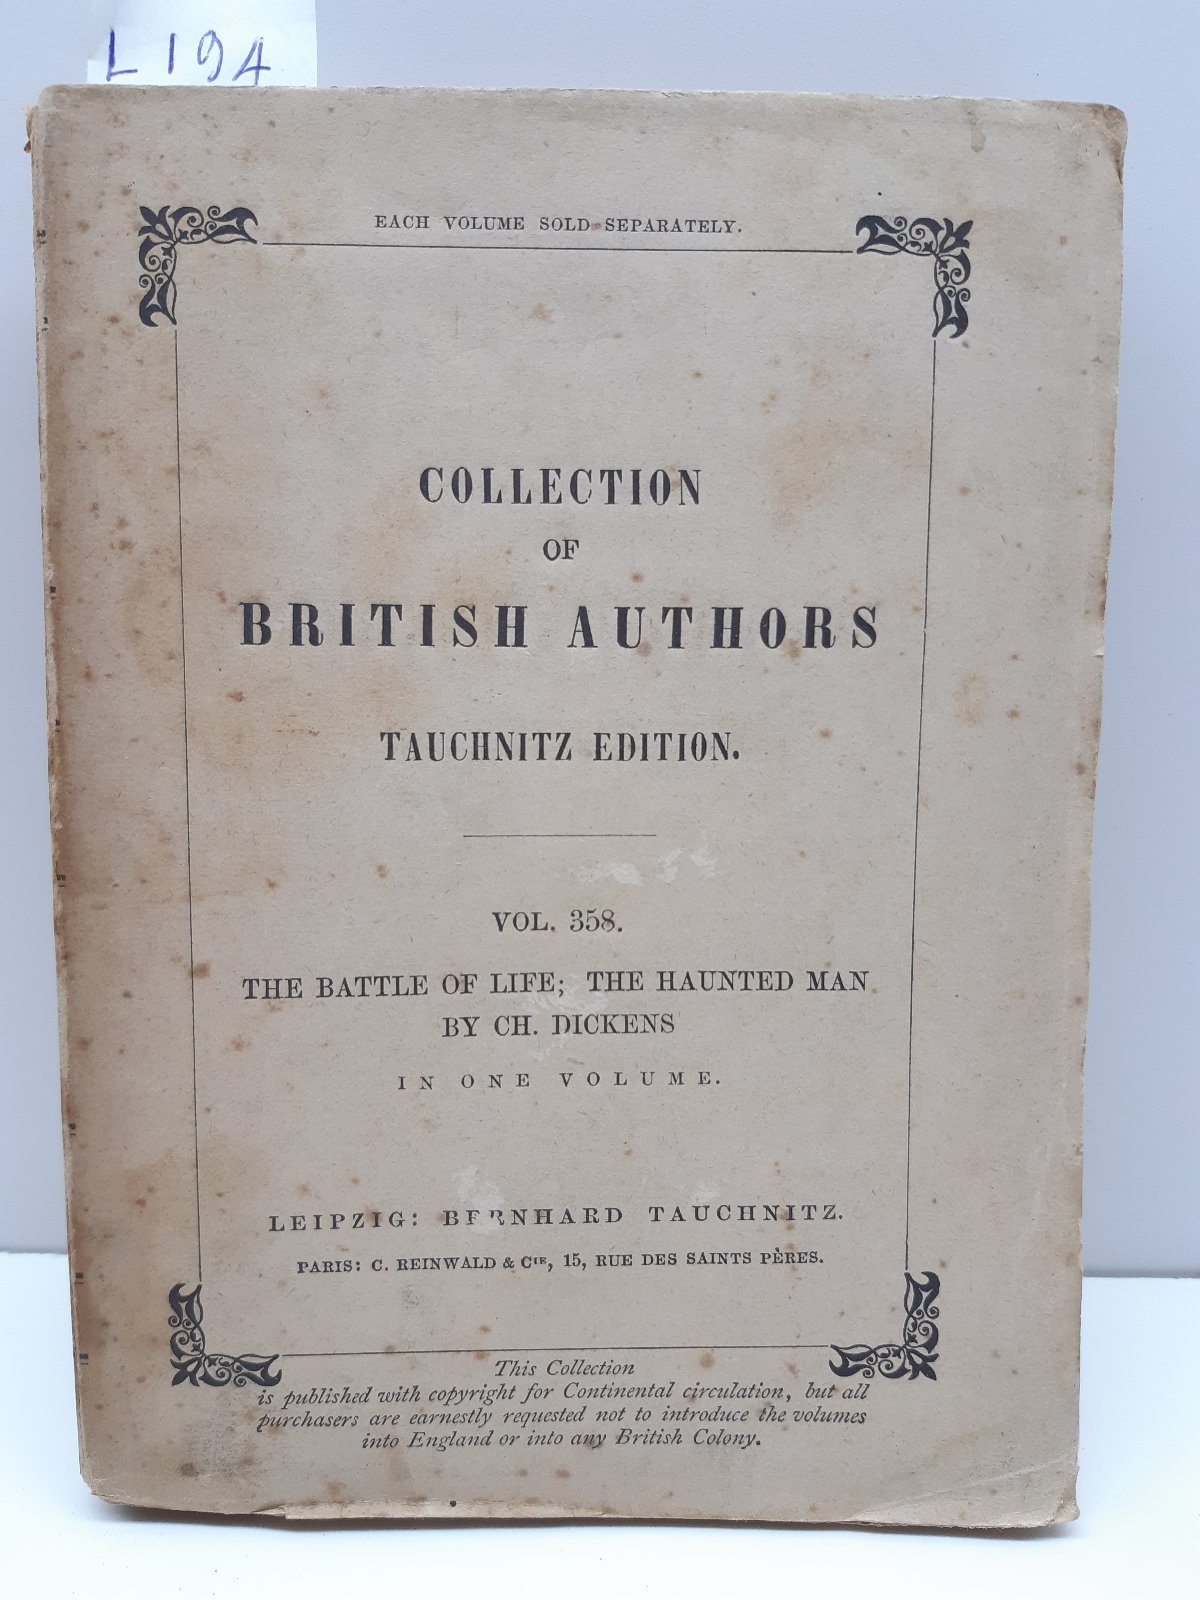 L 194
EACH VOLUME SOLD SEPARATELY.
COLLECTION
OF
BRITISH AUTHORS
TAUCHNITZ EDITION.
VOL. 358.
THE BATTLE OF LIFE; THE HAUNTED MAN
BY CH. DICKENS
IN ONE VOLUME.
LEIPZIG: BERNHARD TAUCHNITZ.
PARIS: C. REINWALD & CIE, 15, RUE DES SAINTS PÈRES.
This Collection
is published with copyright for Continental circulation, but all
purchasers are earnestly requested not to introduce the volumes
into England or into any British Colony.